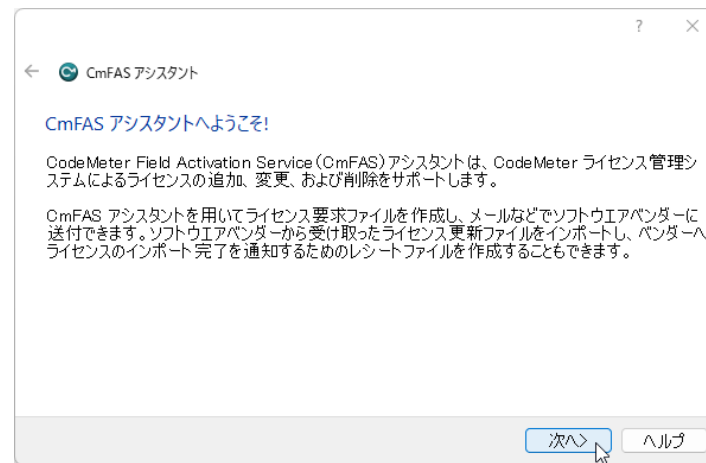 ?
CmFAS アシスタント
CmFAS アシスタントへようこそ!
CodeMeter Field Activation Service(CmFAS)アシスタントは、CodeMeter ライセンス管理シ
ステムによるライセンスの追加、変更、および削除をサポートします。
CmFAS アシスタントを用いてライセンス要求ファイルを作成し、メールなどでソフトウエアベンダーに
送付できます。ソフトウエアベンダーから受け取ったライセンス更新ファイルをインポートし、ベンダーへ
ライセンスのインポート完了を通知するためのレシートファイルを作成することもできます。
次へ>
ヘルプ